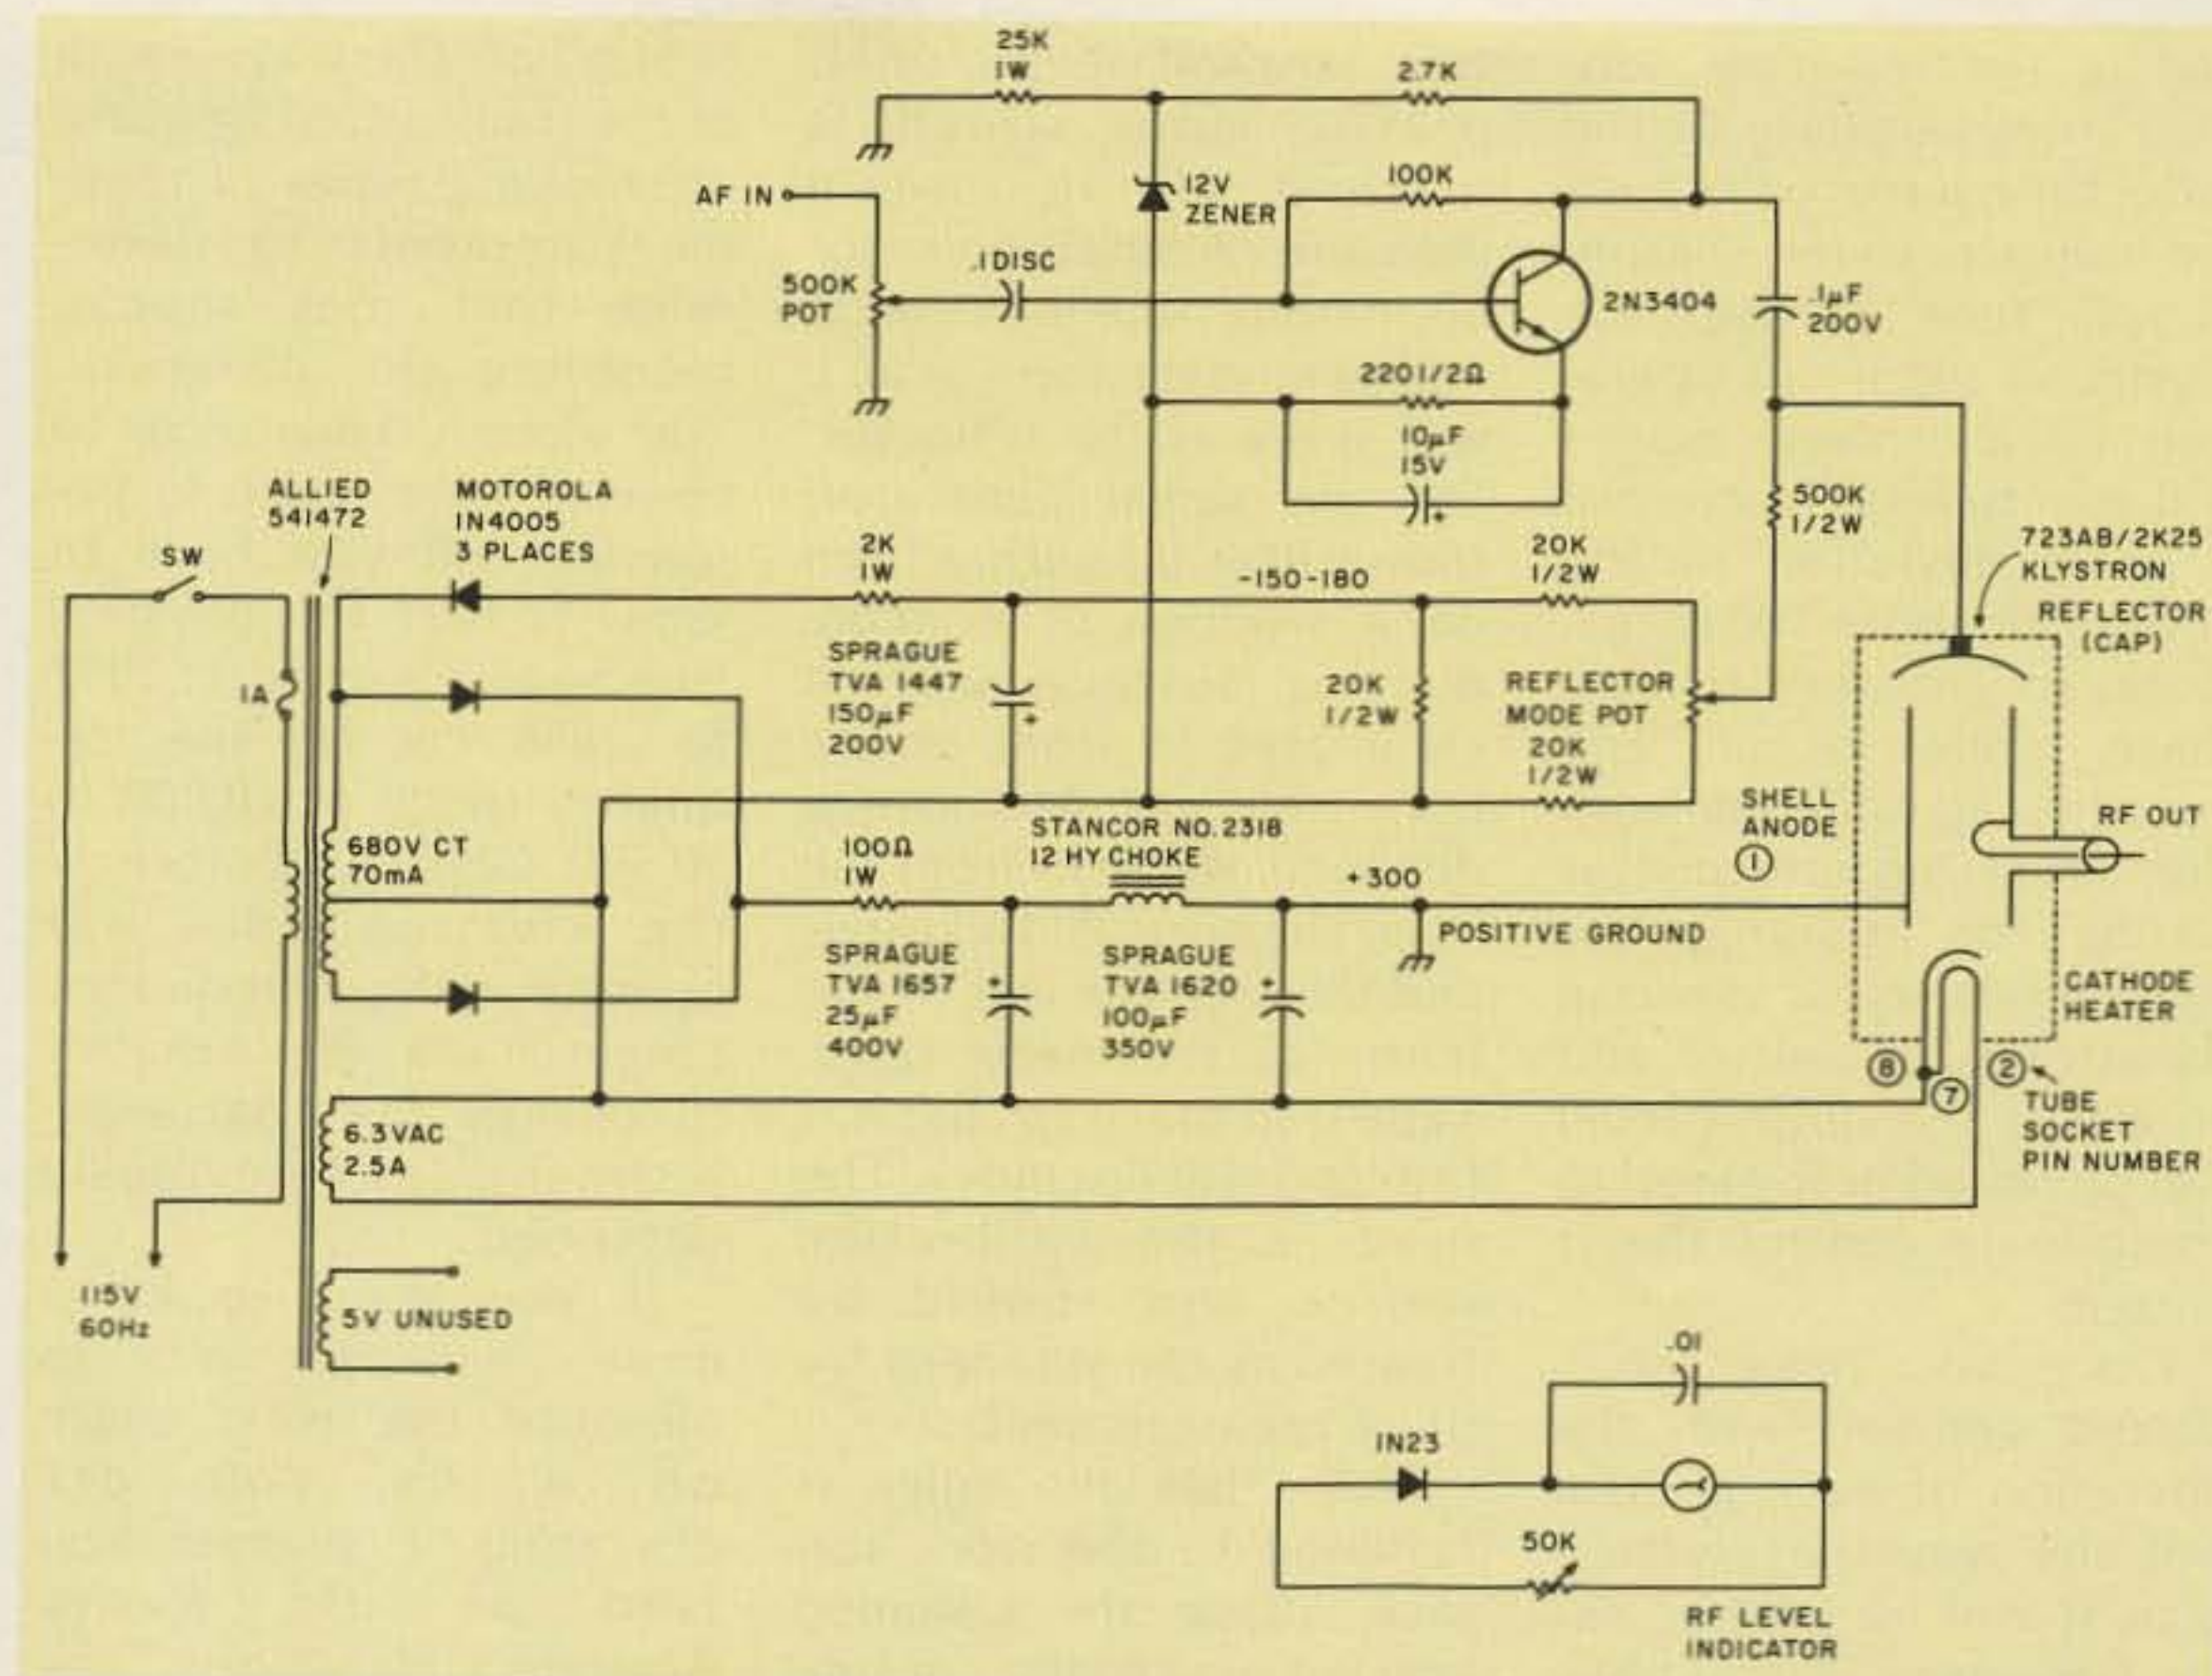 25K
1W
2.7K
AF IN
12V
ZENER
100K
500K
POT
.1DISC
2N3404
.1µF
200V
220 1/2Ω
10µF
15V
+
ALLIED
541472
MOTOROLA
1N4005
3 PLACES
SW
2K
1W
-150-180
20K
1/2W
500K
1/2W
723AB/2K25
KLYSTRON
REFLECTOR
(CAP)
1A
SPRAGUE
TVA 1447
150µF
200V
+
20K
1/2W
REFLECTOR
MODE POT
20K
1/2W
SHELL
ANODE
1
RF OUT
680V CT
70mA
100Ω
1W
STANCOR NO. 2318
12 HY CHOKE
+300
POSITIVE GROUND
SPRAGUE
TVA 1657
25µF
400V
+
SPRAGUE
TVA 1620
100µF
350V
+
CATHODE
HEATER
8
7
2
TUBE
SOCKET
PIN NUMBER
6.3VAC
2.5A
115V
60Hz
5V UNUSED
.01
1N23
50K
RF LEVEL
INDICATOR